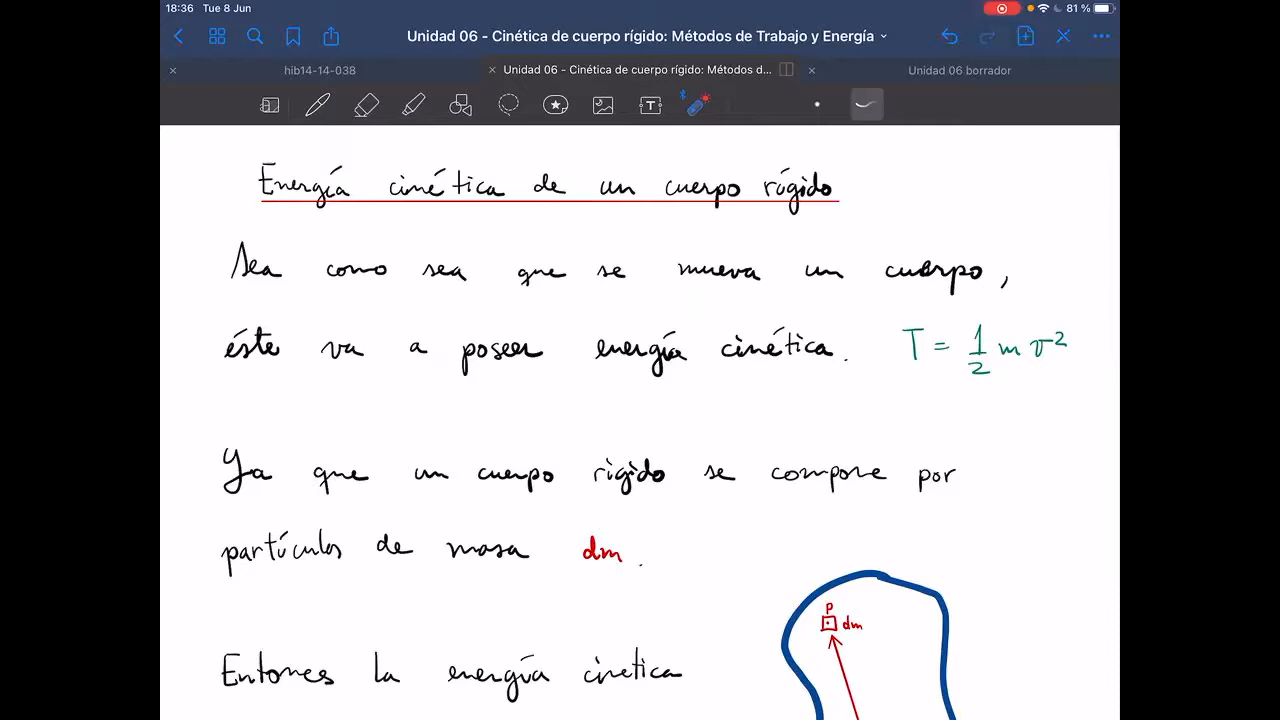 18:36 Tue 8 Jun 81 %
Unidad 06 - Cinética de cuerpo rígido: Métodos de Trabajo y Energía
hib14-14-038 Unidad 06 - Cinética de cuerpo rígido: Métodos d... Unidad 06 borrador
Energía cinética de un cuerpo rígido
Sea como sea que se mueva un cuerpo,
éste va a poseer energía cinética. T = 1/2 m v²
Ya que un cuerpo rigido se compone por
partículas de masa dm.
P
dm
Entonces la energía cinetica